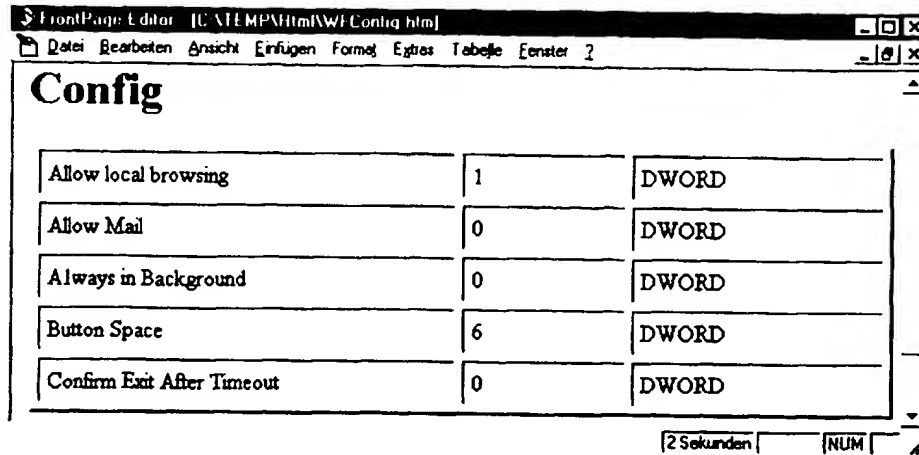 FrontPage Editor - [C:\TEMP\Html\WFConfig.htm]
Datei Bearbeiten Ansicht Einfügen Format Extras Tabelle Fenster ?
Config
Allow local browsing 1 DWORD
Allow Mail 0 DWORD
Always in Background 0 DWORD
Button Space 6 DWORD
Confirm Exit After Timeout 0 DWORD
2 Sekunden NUM